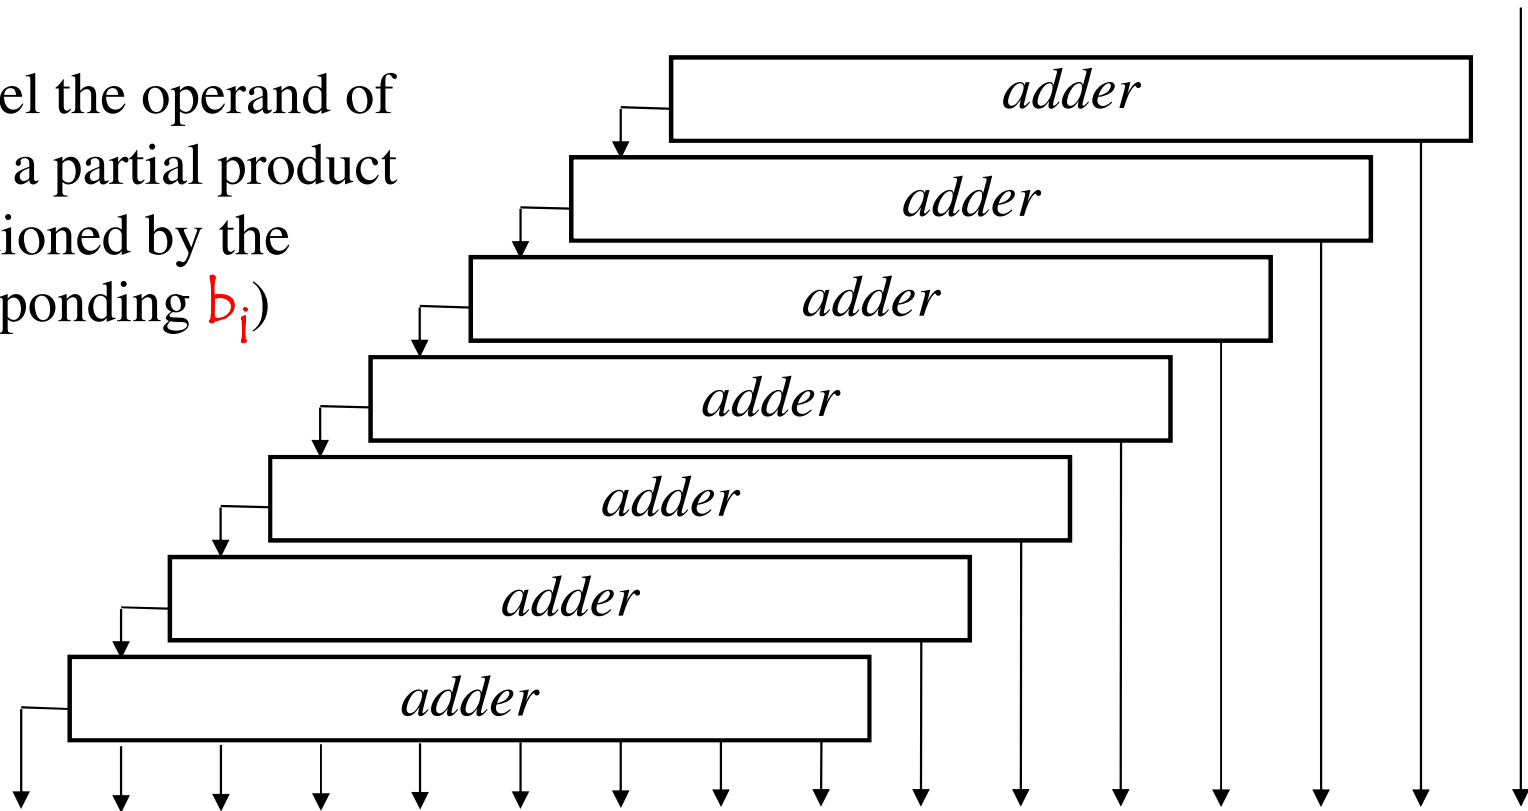 el the operand of
a partial product
ioned by the
ponding bi)
adder
adder
adder
adder
adder
adder
adder